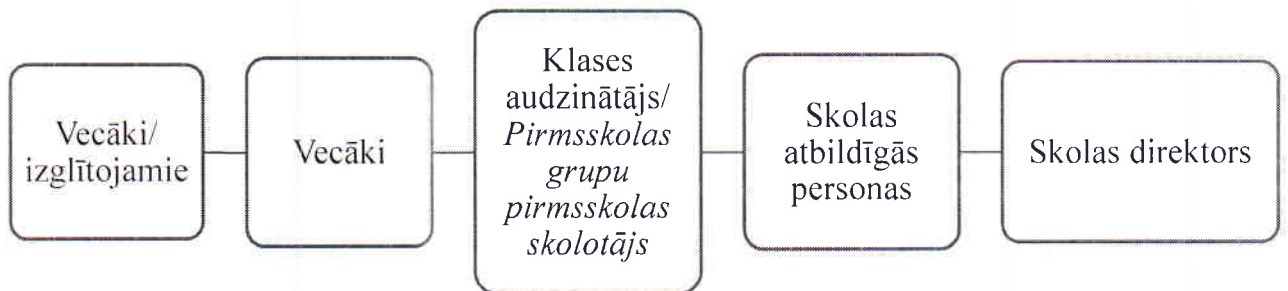 Vecāki/
izglītojamie
Vecāki
Klases
audzinātājs/
Pirmsskolas
grupu
pirmsskolas
skolotājs
Skolas
atbildīgās
personas
Skolas direktors